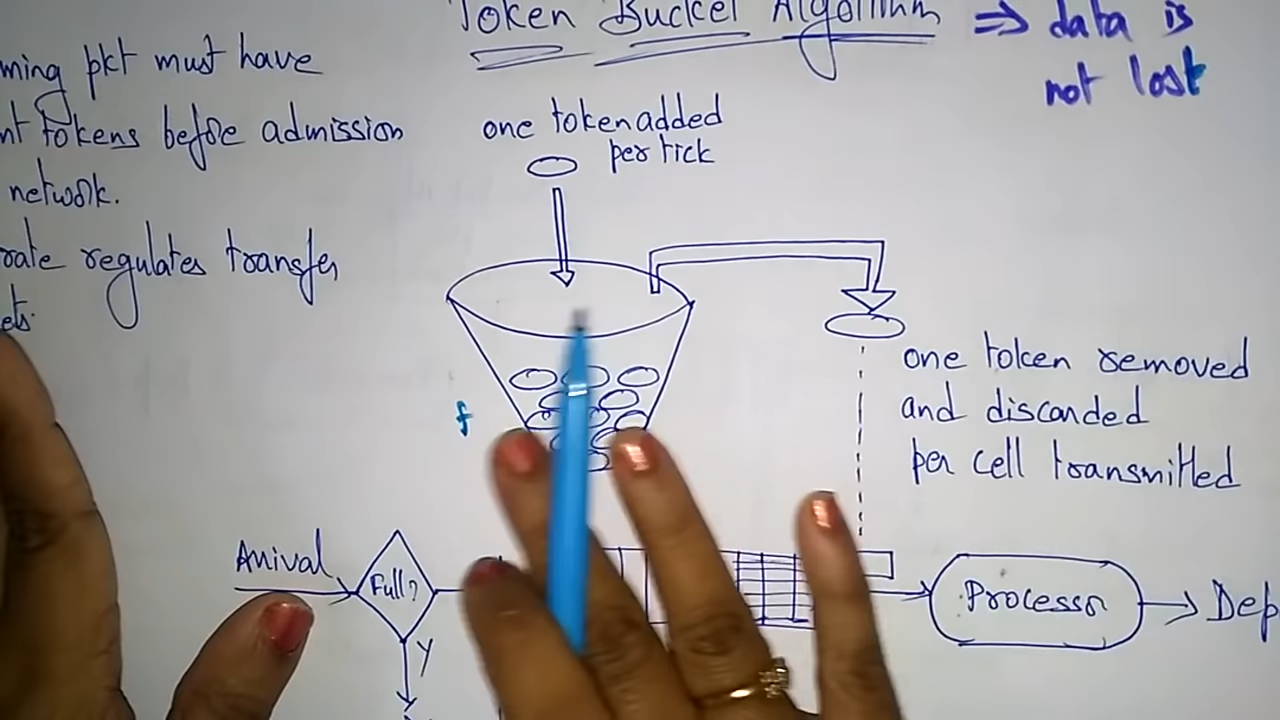 Token Bucket Algorithm ⇒ data is
not lost
ming pkt must have
nt tokens before admission
network.
rate regulates transfer
ets.
one token added
per tick
one token removed
and discarded
per cell transmitted
Arrival
Full?
Y
Processor
Dep